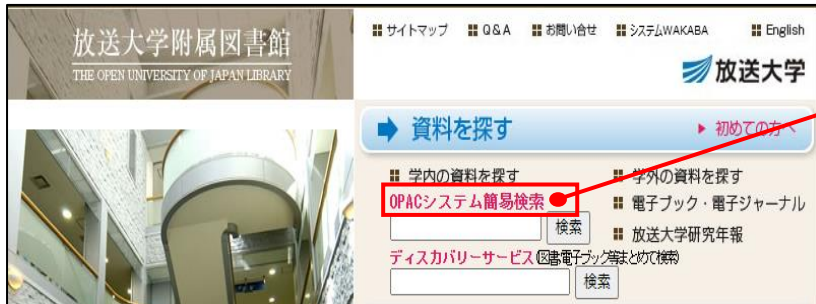 放送大学附属図書館
THE OPEN UNIVERSITY OF JAPAN LIBRARY
サイトマップ Q&A お問い合せ システムWAKABA English
放送大学
資料を探す 初めての方へ
学内の資料を探す 学外の資料を探す
OPACシステム簡易検索 電子ブック・電子ジャーナル
検索 放送大学研究年報
ディスカバリーサービス(図書電子ブック等まとめて検索)
検索